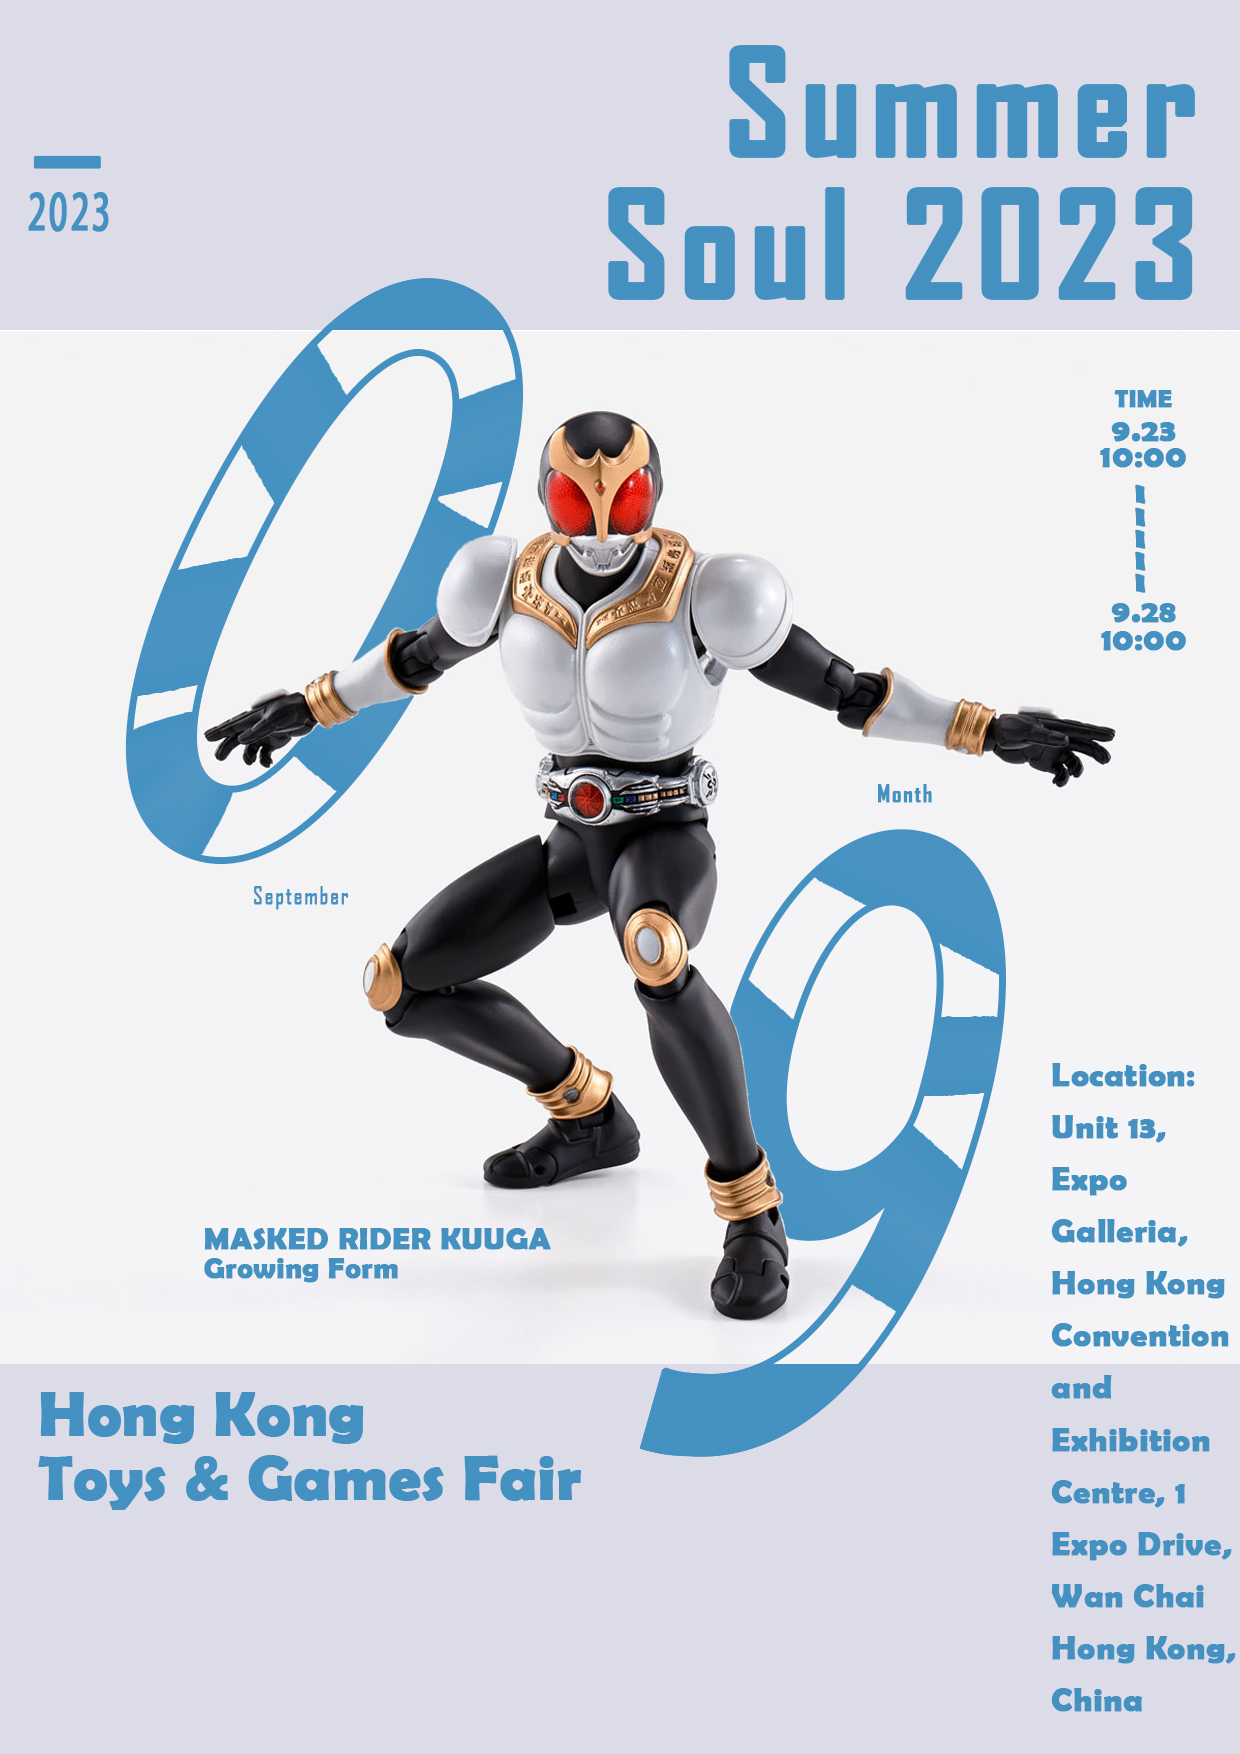 Summer
Soul 2023
2023
0
TIME
9.23
10:00
9.28
10:00
Month
September
9
MASKED RIDER KUUGA
Growing Form
Location:
Unit 13,
Expo
Galleria,
Hong Kong
Convention
and
Exhibition
Centre, 1
Expo Drive,
Wan Chai
Hong Kong,
China
Hong Kong
Toys & Games Fair